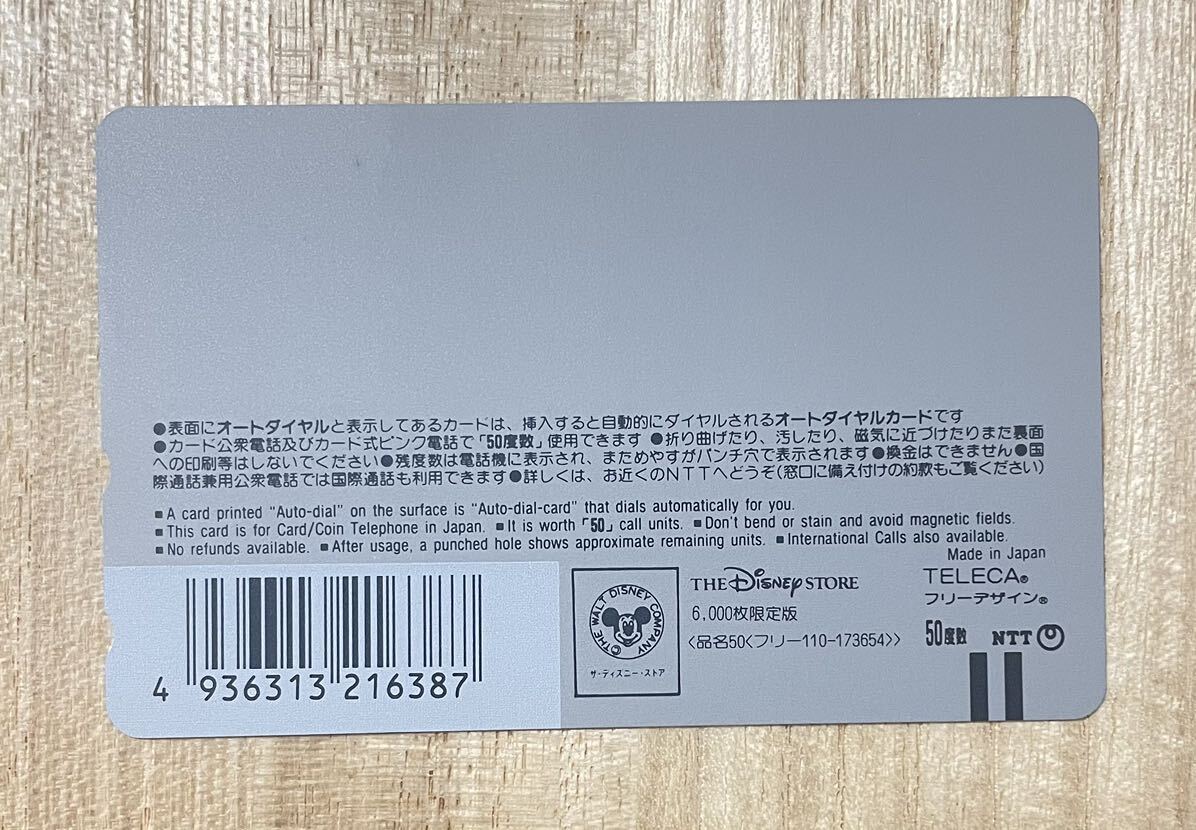 ●表面にオートダイヤルと表示してあるカードは、挿入すると自動的にダイヤルされるオートダイヤルカードです
●カード公衆電話及びカード式ピンク電話で「50度数」使用できます ●折り曲げたり、汚したり、磁気に近づけたりまた裏面
への印刷等はしないでください●残度数は電話機に表示され、まためやすがパンチ穴で表示されます●換金はできません●国
際通話兼用公衆電話では国際通話も利用できます●詳しくは、お近くのNTTへどうぞ(窓口に備え付けの約款もご覧ください)
■A card printed "Auto-dial" on the surface is "Auto-dial-card" that dials automatically for you.
■This card is for Card/Coin Telephone in Japan. ■It is worth「50」call units. ■Don't bend or stain and avoid magnetic fields.
■No refunds available. ■After usage, a punched hole shows approximate remaining units. ■International Calls also available.
Made in Japan
4 936313 216387
©THE WALT DISNEY COMPANY
ザ・ディズニー・ストア
THE DISNEY STORE
6,000枚限定版
<品名50<フリー110-173654>>
TELECA®
フリーデザイン®
50度数 NTT